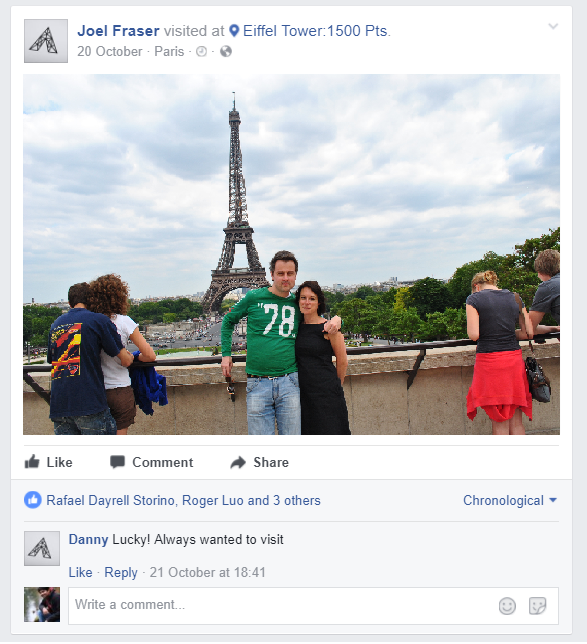 Joel Fraser visited at Eiffel Tower:1500 Pts.
20 October · Paris ·
"78
Like Comment Share
Rafael Dayrell Storino, Roger Luo and 3 others Chronological
Danny Lucky! Always wanted to visit
Like · Reply · 21 October at 18:41
Write a comment...